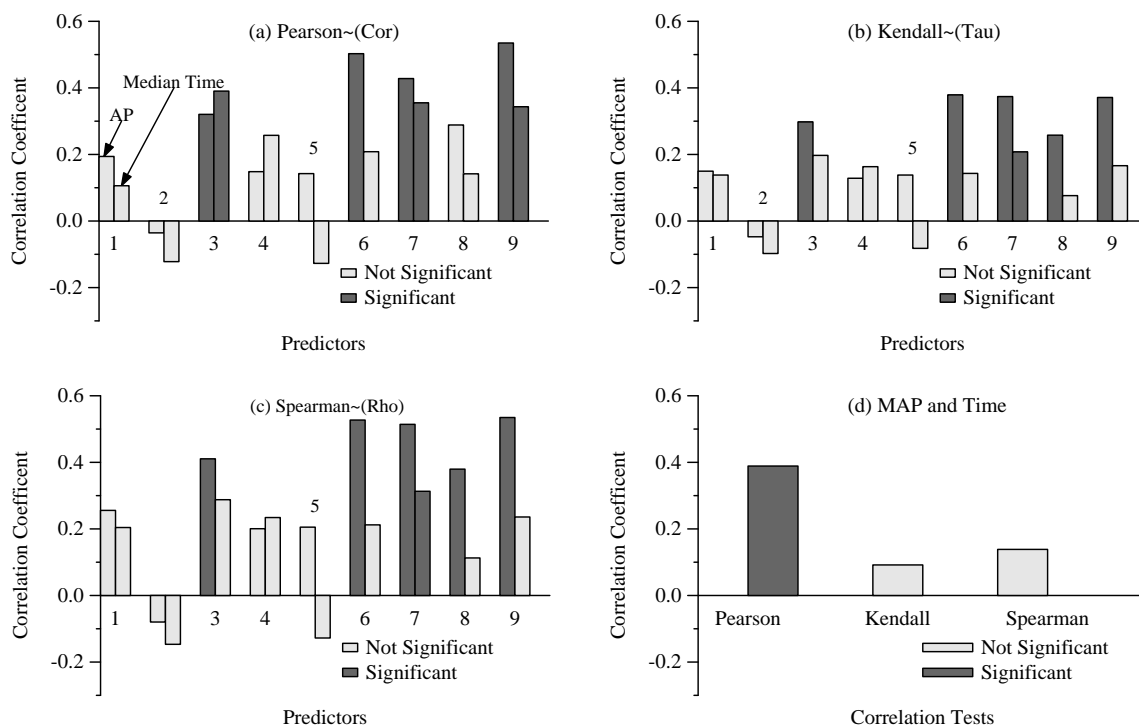 (a) Pearson~(Cor)
0.6
0.4
0.2
0.0
-0.2
Correlation Coefficent
Median Time
AP
1
2
3
4
5
6
7
8
9
Not Significant
Significant
Predictors
(b) Kendall~(Tau)
0.6
0.4
0.2
0.0
-0.2
Correlation Coefficent
1
2
3
4
5
6
7
8
9
Not Significant
Significant
Predictors
(c) Spearman~(Rho)
0.6
0.4
0.2
0.0
-0.2
Correlation Coefficent
1
3
4
5
6
7
8
9
Not Significant
Significant
Predictors
(d) MAP and Time
0.6
0.4
0.2
0.0
-0.2
Correlation Coefficent
Pearson
Kendall
Spearman
Not Significant
Significant
Correlation Tests